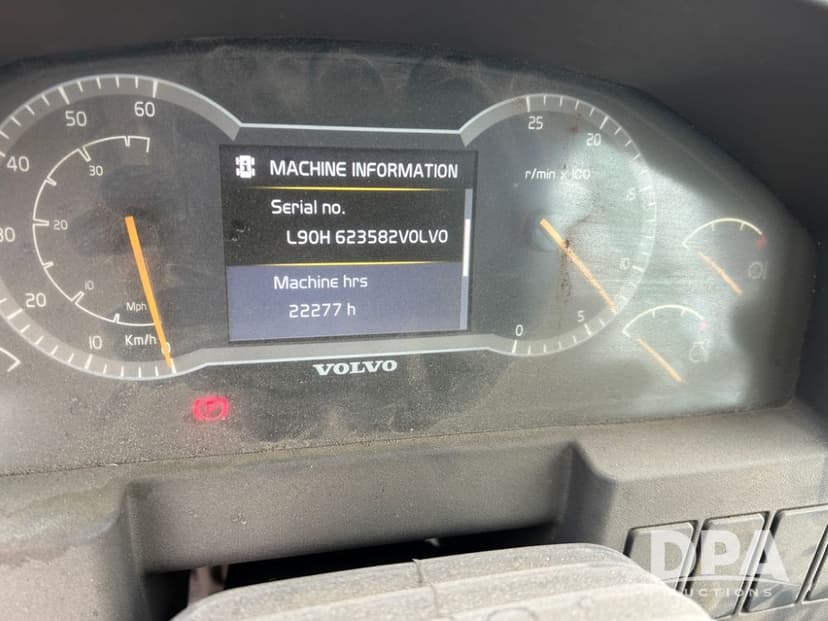 MACHINE INFORMATION
Serial no.
L90H 623582VOLVO
Machine hrs
22277 h
VOLVO
60
50
40
30
20
10
30
20
10
Mph
Km/h
0
5
10
20
25
r/min x 100
DPA
AUCTIONS